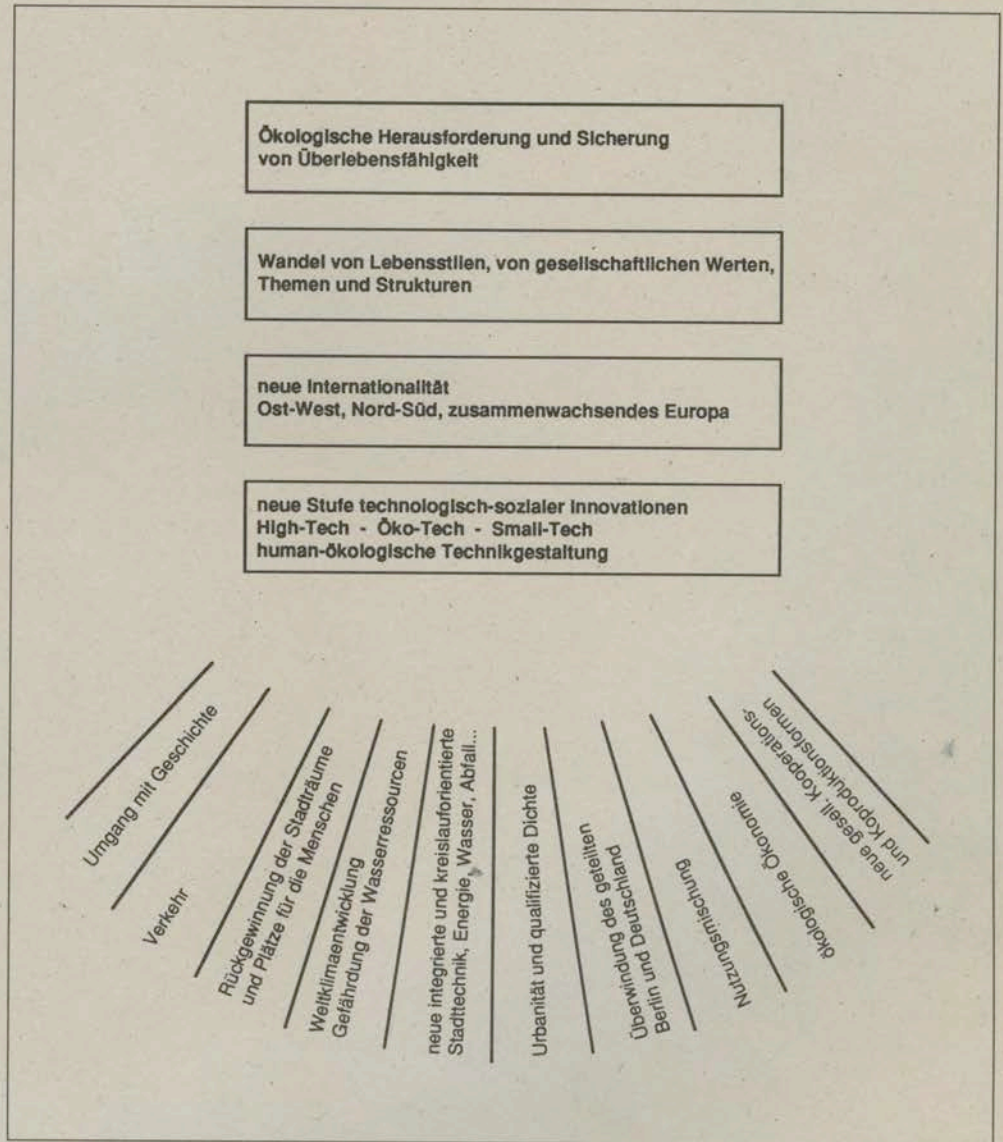 Ökologische Herausforderung und Sicherung
von Überlebensfähigkeit
Wandel von Lebensstilen, von gesellschaftlichen Werten,
Themen und Strukturen
neue Internationalität
Ost-West, Nord-Süd, zusammenwachsendes Europa
neue Stufe technologisch-sozialer Innovationen
High-Tech - Öko-Tech - Small-Tech
human-ökologische Technikgestaltung
Umgang mit Geschichte
Verkehr
Rückgewinnung der Stadträume
und Plätze für die Menschen
Weltklimaentwicklung
Gefährdung der Wasserressourcen
neue integrierte und kreislauforientierte
Stadttechnik, Energie, Wasser, Abfall...
Urbanität und qualifizierte Dichte
Überwindung des geteilten
Berlin und Deutschland
Nutzungsmischung
ökologische Ökonomie
neue gesell. Kooperations-
und Koproduktionsformen